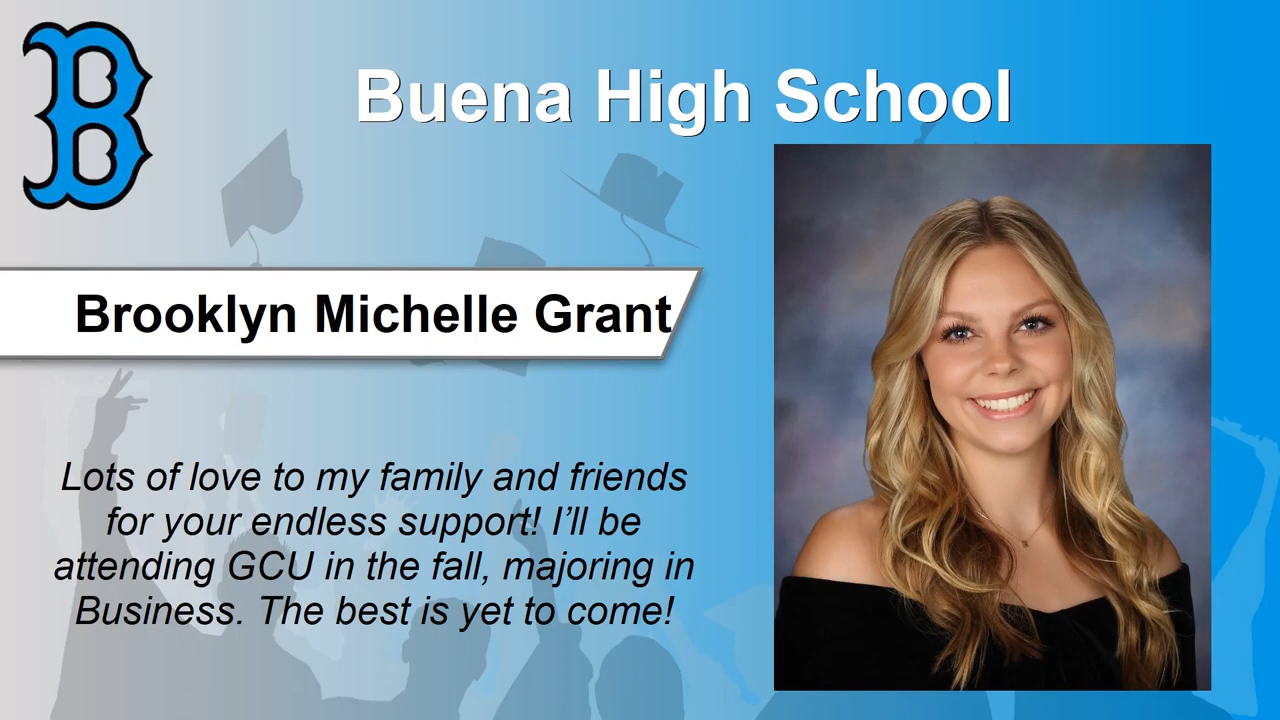 B
Buena High School
Brooklyn Michelle Grant
Lots of love to my family and friends
for your endless support! I’ll be
attending GCU in the fall, majoring in
Business. The best is yet to come!